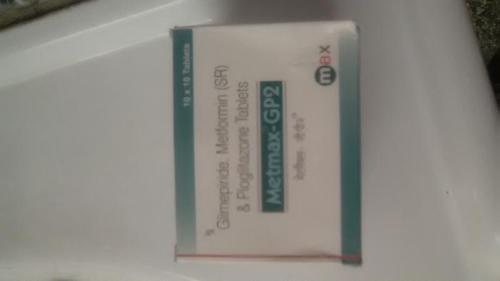 10 x 10 Tablets
℞
Glimepiride, Metformin (SR)
& Pioglitazone Tablets
Metmax-GP2
max